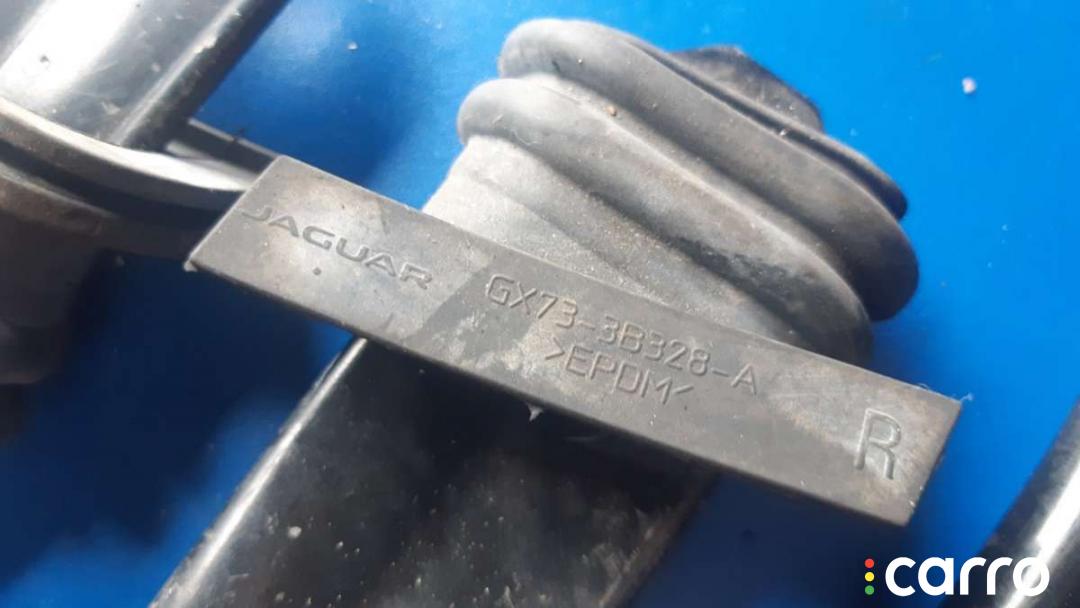 JAGUAR GX73-3B328-A
>EPDM<
R
carro